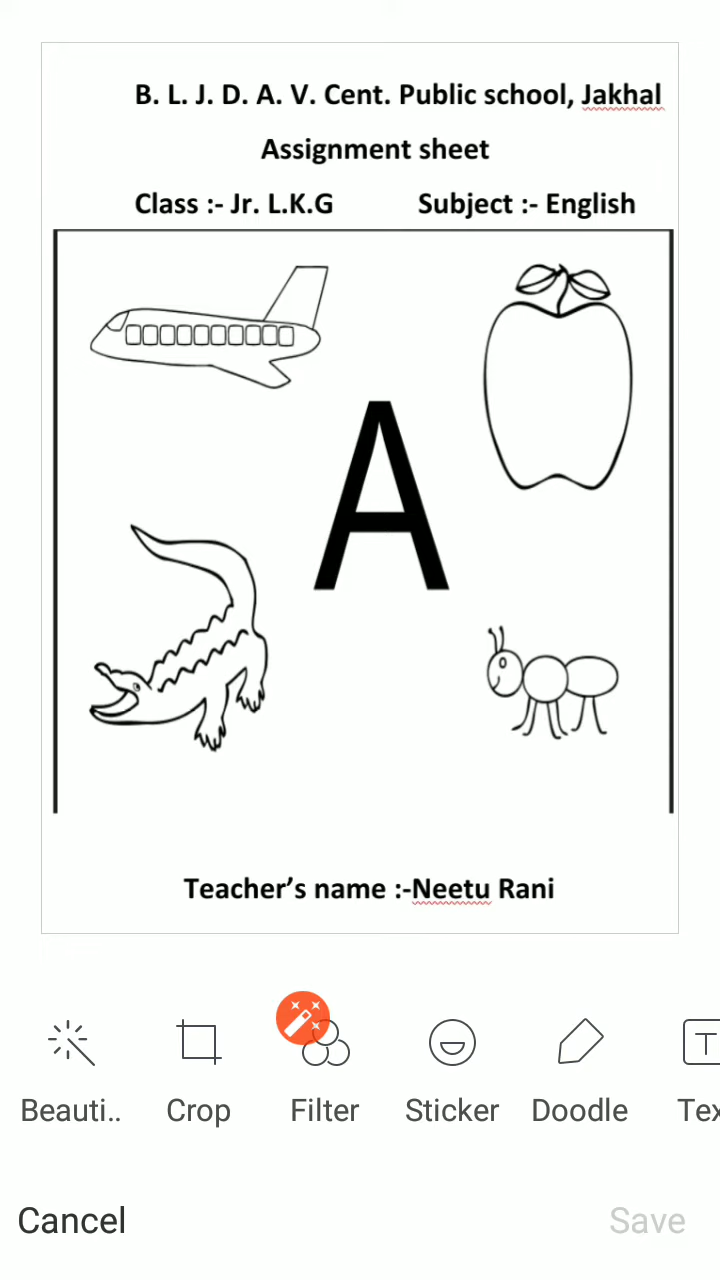 B. L. J. D. A. V. Cent. Public school, Jakhal
Assignment sheet
Class :- Jr. L.K.G Subject :- English
A
Teacher’s name :-Neetu Rani
Beauti.. Crop Filter Sticker Doodle Tex
T
Cancel Save